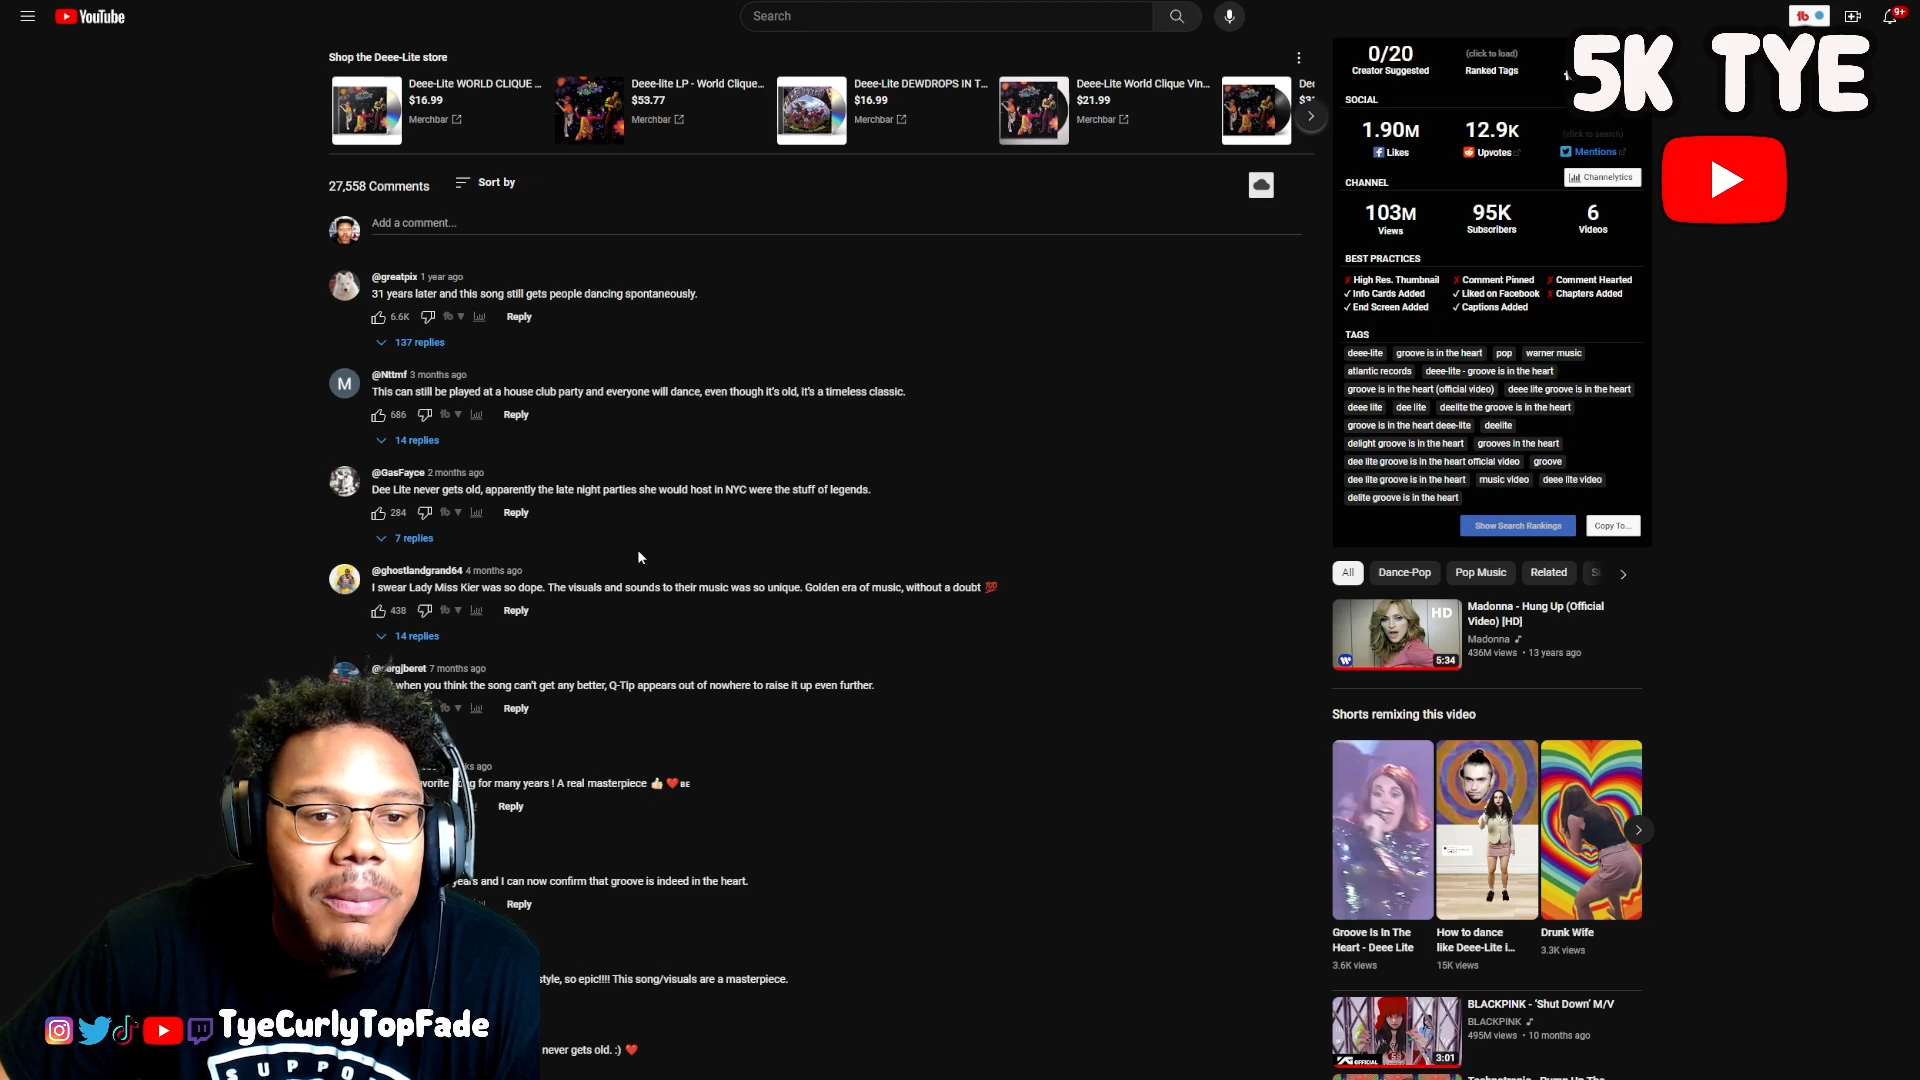 YouTube
Search
9+
5K TYE
Shop the Deee-Lite store
Deee-Lite WORLD CLIQUE ...
$16.99
Merchbar
Deee-lite LP - World Clique...
$53.77
Merchbar
Deee-Lite DEWDROPS IN T...
$16.99
Merchbar
Deee-Lite World Clique Vin...
$21.99
Merchbar
27,558 Comments
Sort by
Add a comment...
@greatpix 1 year ago
31 years later and this song still gets people dancing spontaneously.
6.6K
Reply
137 replies
M
@Nttmf 3 months ago
This can still be played at a house club party and everyone will dance, even though it's old, it's a timeless classic.
686
Reply
14 replies
@GasFayce 2 months ago
Dee Lite never gets old, apparently the late night parties she would host in NYC were the stuff of legends.
284
Reply
7 replies
@ghostlandgrand64 4 months ago
I swear Lady Miss Kier was so dope. The visuals and sounds to their music was so unique. Golden era of music, without a doubt 💯
438
Reply
14 replies
7 months ago
when you think the song can't get any better, Q-Tip appears out of nowhere to raise it up even further.
Reply
ks ago
for many years ! A real masterpiece 👍🏻❤️ BE
Reply
years and I can now confirm that groove is indeed in the heart.
Reply
style, so epic!!!! This song/visuals are a masterpiece.
never gets old. :) ❤️
TyeCurlyTopFade
SUPPO
0/20
Creator Suggested
(click to load)
Ranked Tags
SOCIAL
1.90M
Likes
12.9K
Upvotes
(click to search)
Mentions
CHANNEL
Channelytics
103M
Views
95K
Subscribers
6
Videos
BEST PRACTICES
✗ High Res. Thumbnail ✗ Comment Pinned ✗ Comment Hearted
✓ Info Cards Added ✓ Liked on Facebook ✗ Chapters Added
✓ End Screen Added ✓ Captions Added
TAGS
deee-lite groove is in the heart pop warner music
atlantic records deee-lite - groove is in the heart
groove is in the heart (official video) deee lite groove is in the heart
deee lite dee lite deelite the groove is in the heart
groove is in the heart deee-lite deelite
delight groove is in the heart grooves in the heart
dee lite groove is in the heart official video groove
dee lite groove is in the heart music video deee lite video
delite groove is in the heart
Show Search Rankings
Copy To...
All
Dance-Pop
Pop Music
Related
HD
5:34
Madonna - Hung Up (Official
Video) [HD]
Madonna
436M views • 13 years ago
Shorts remixing this video
Groove Is In The
Heart - Deee Lite
3.6K views
How to dance
like Deee-Lite i...
15K views
Drunk Wife
3.3K views
BLACKPINK - 'Shut Down' M/V
BLACKPINK
495M views • 10 months ago
3:01